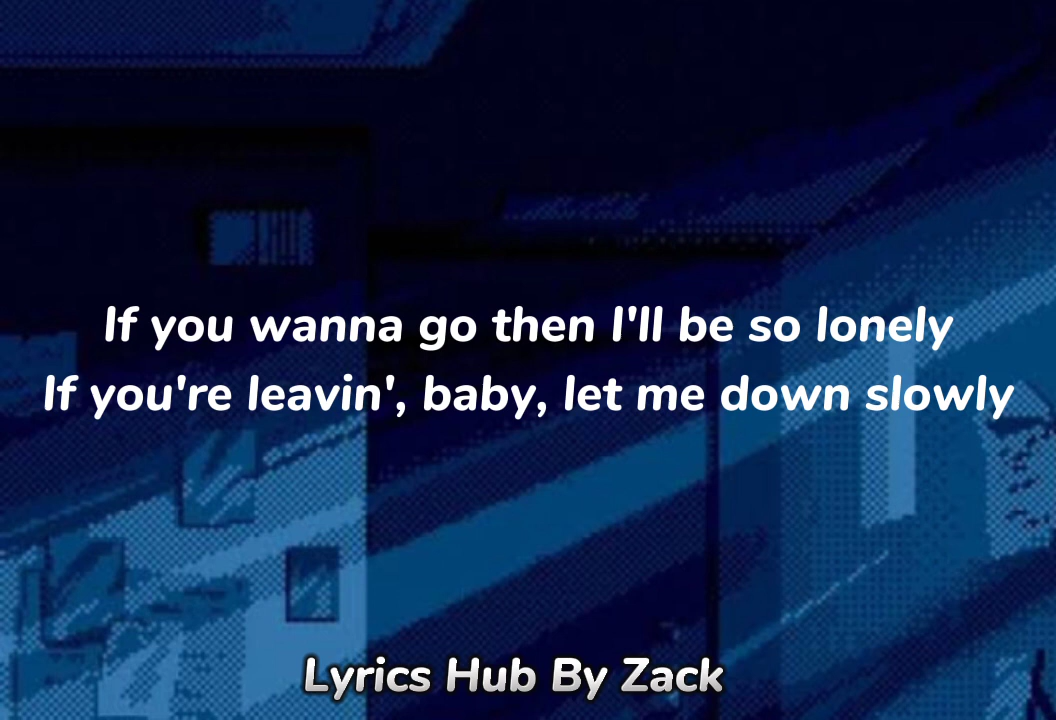 If you wanna go then I'll be so lonely
If you're leavin', baby, let me down slowly
Lyrics Hub By Zack